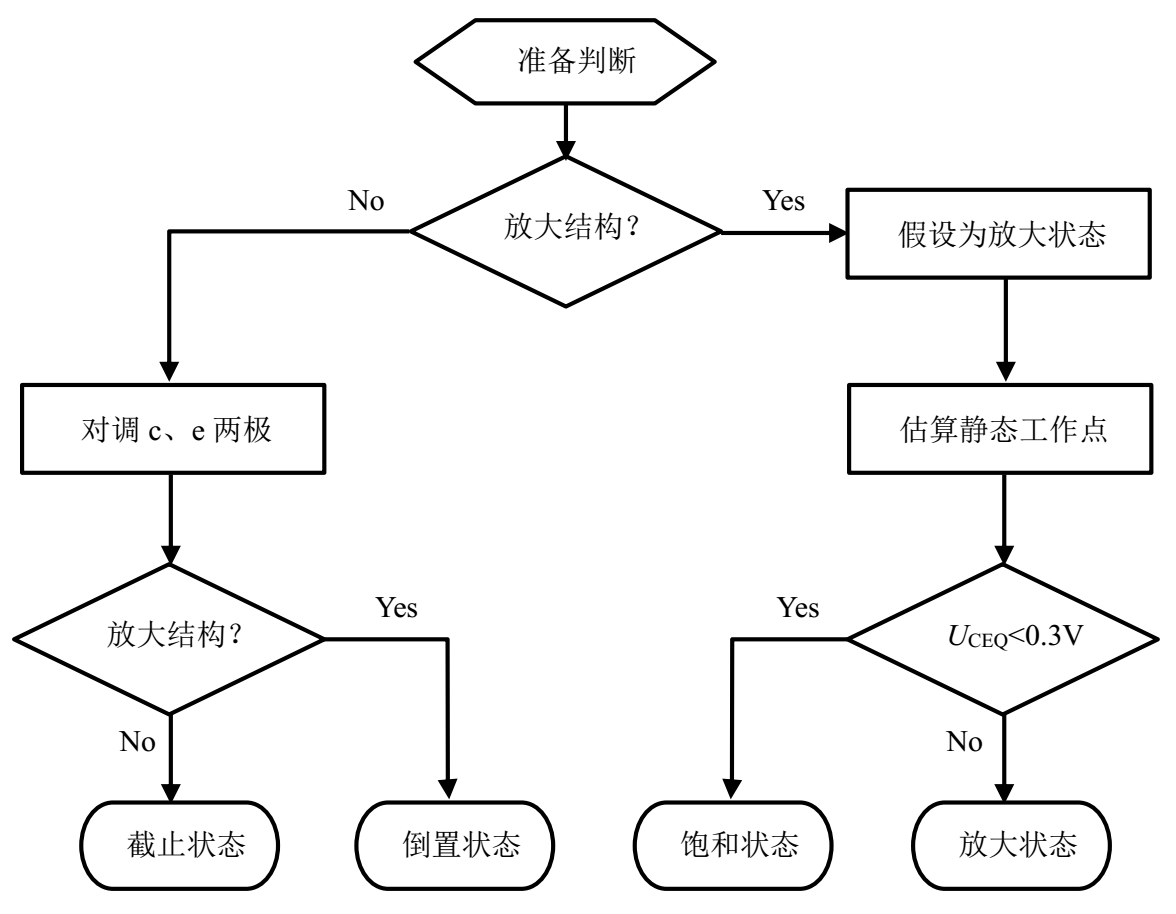 准备判断
No
放大结构？
Yes
假设为放大状态
对调 c、e 两极
估算静态工作点
放大结构？
Yes
Yes
UCEQ<0.3V
No
No
截止状态
倒置状态
饱和状态
放大状态